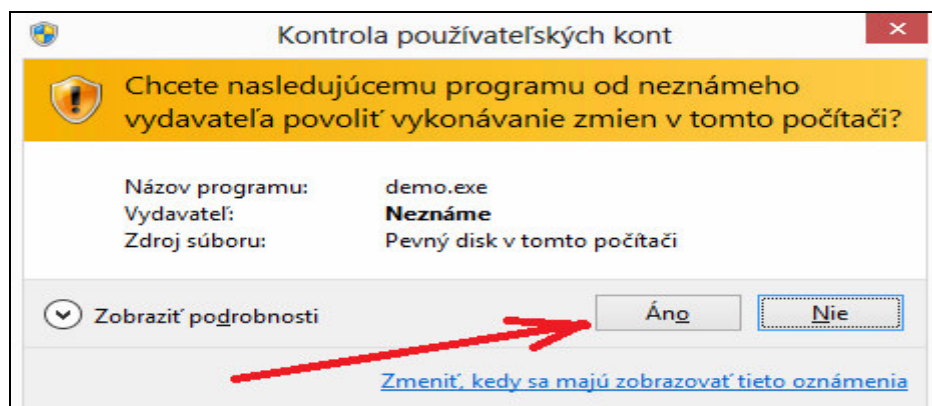 Kontrola používateľských kont
Chcete nasledujúcemu programu od neznámeho
vydavateľa povoliť vykonávanie zmien v tomto počítači?
Názov programu: demo.exe
Vydavateľ: Neznáme
Zdroj súboru: Pevný disk v tomto počítači
Zobraziť podrobnosti Áno Nie
Zmeniť, kedy sa majú zobrazovať tieto oznámenia